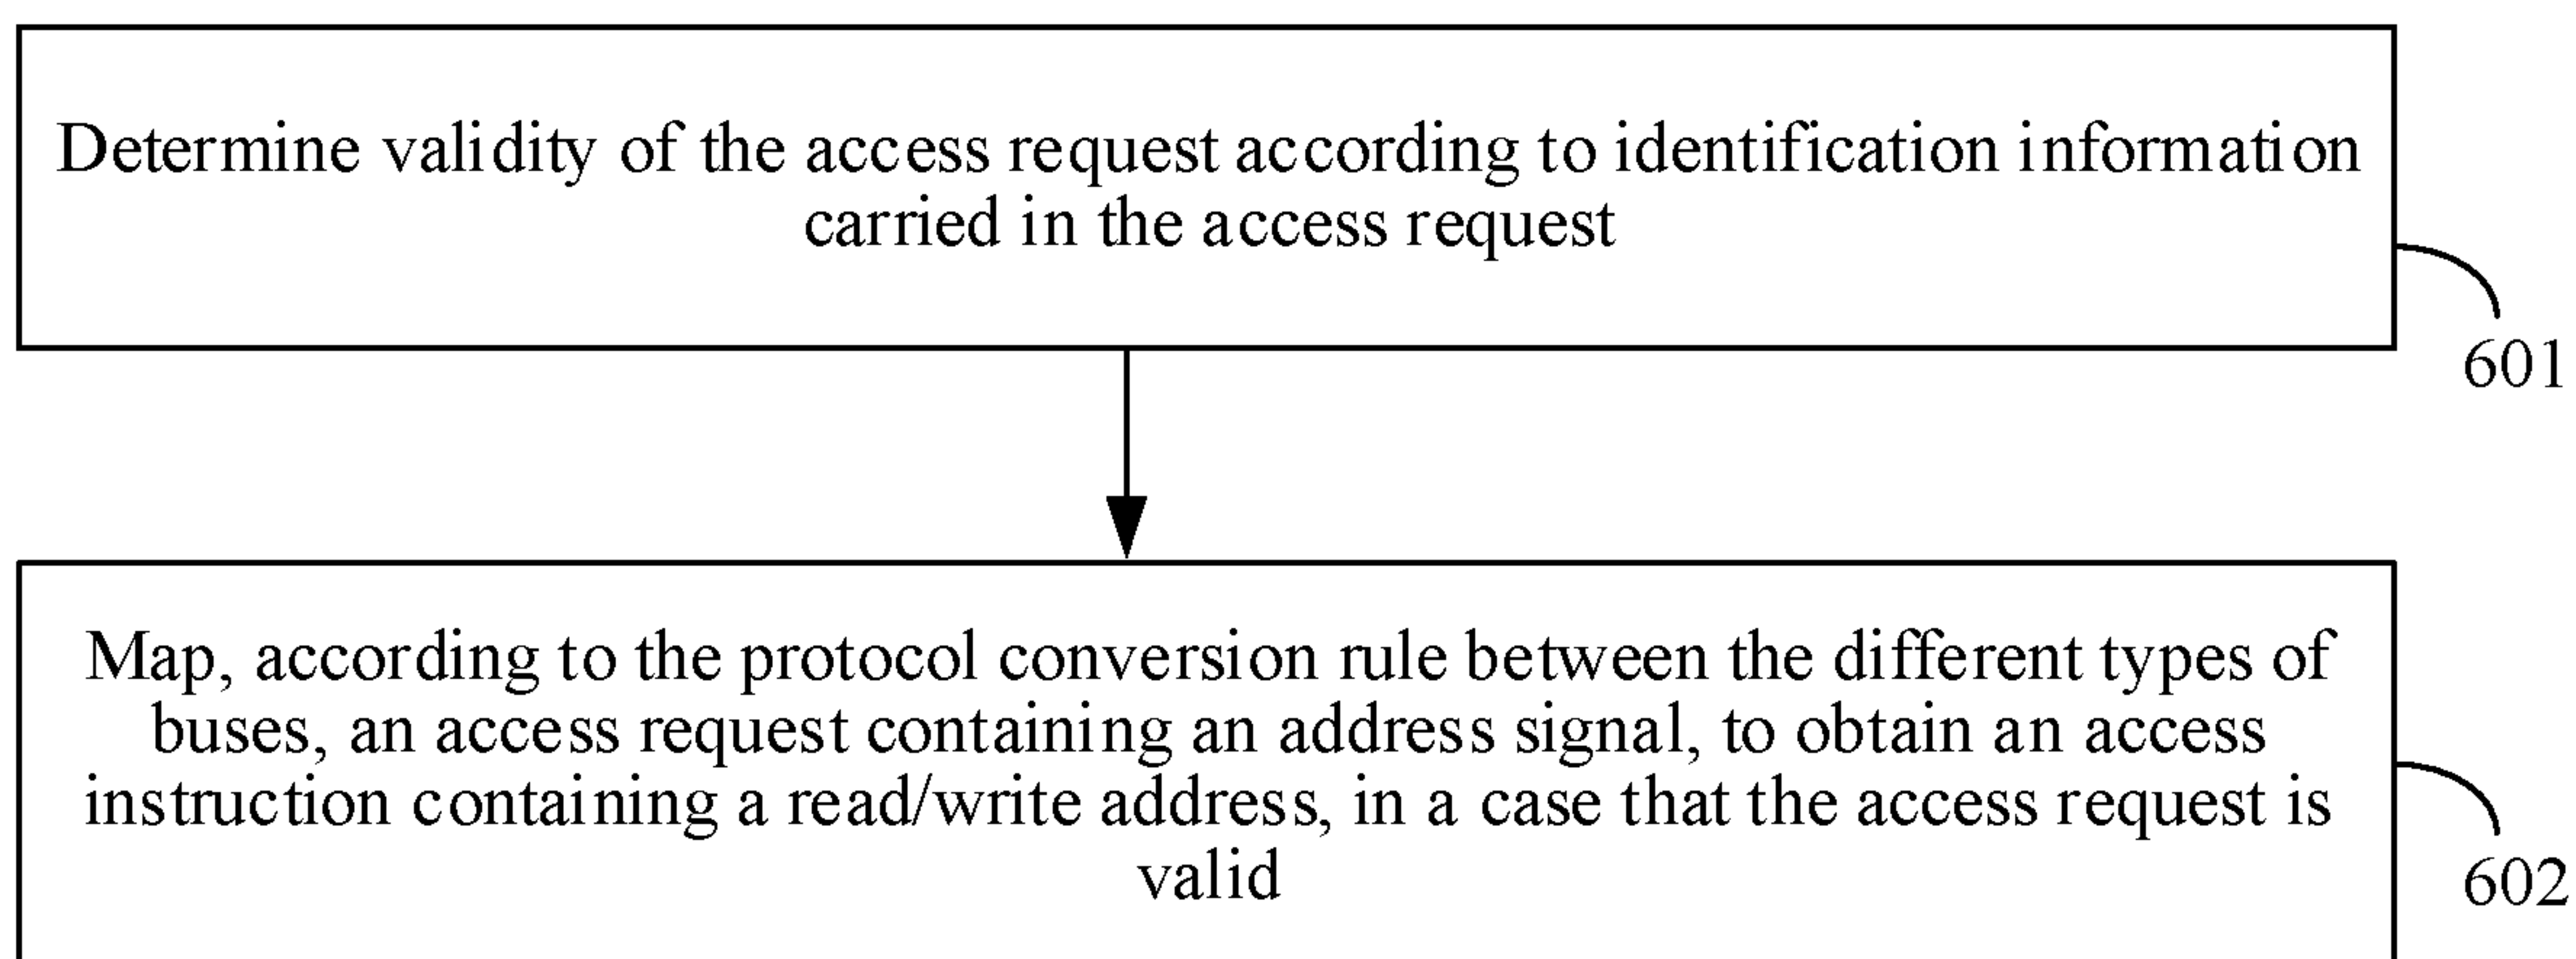 Determine validity of the access request according to identification information
carried in the access request
601
Map, according to the protocol conversion rule between the different types of
buses, an access request containing an address signal, to obtain an access
instruction containing a read/write address, in a case that the access request is
valid
602